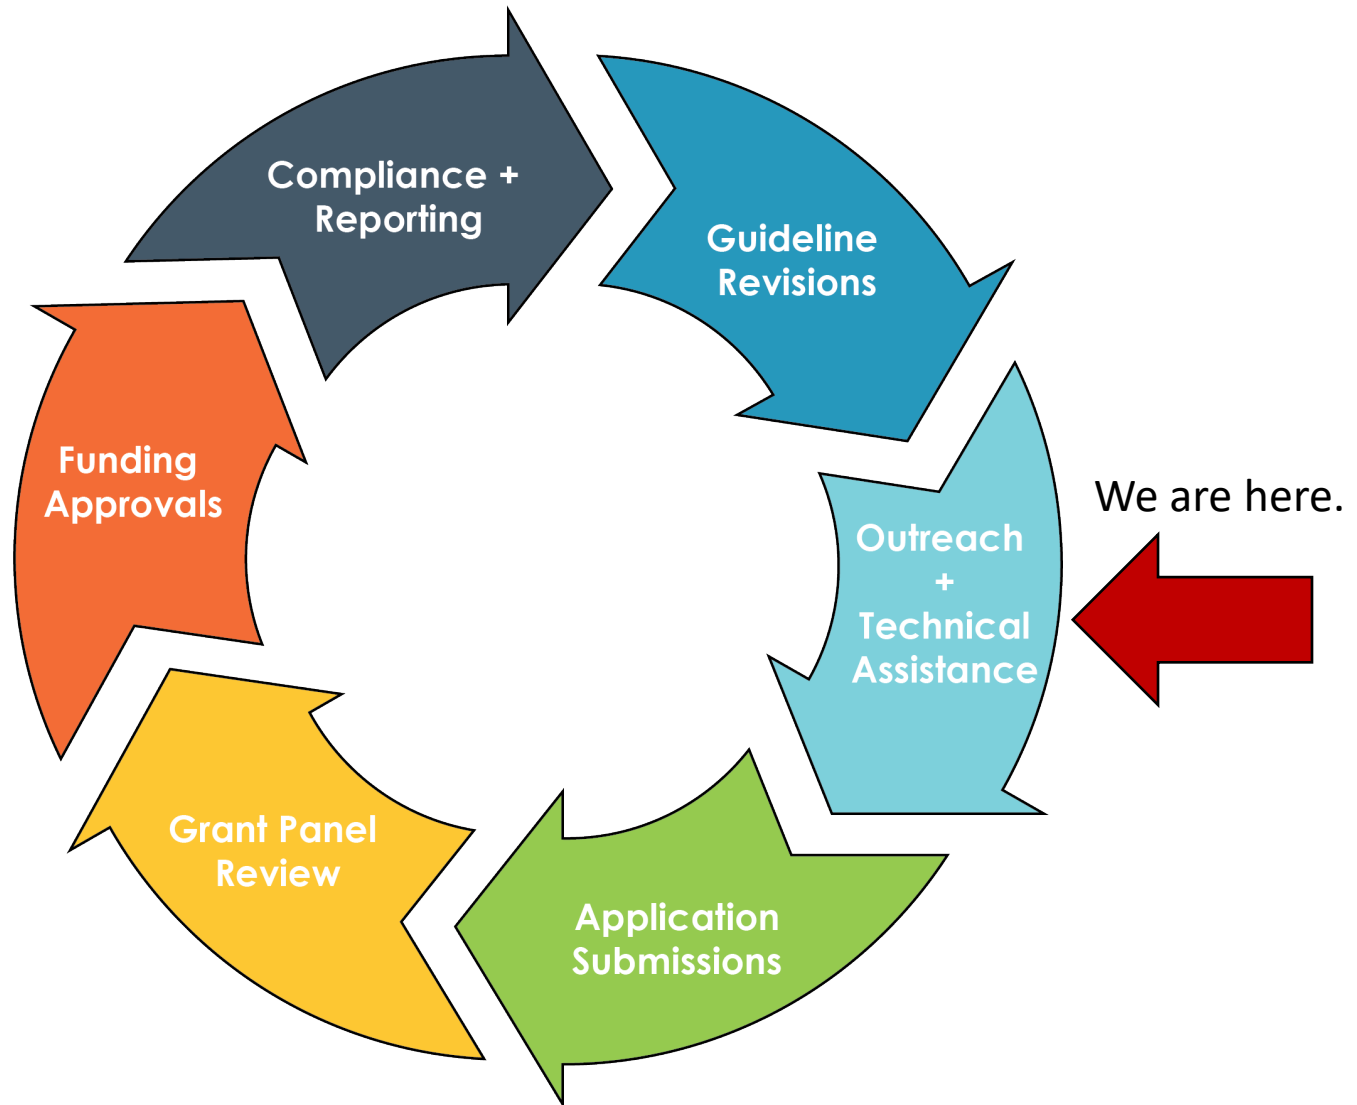 Compliance +
Reporting
Guideline
Revisions
Funding
Approvals
We are here.
Outreach
+
Technical
Assistance
Grant Panel
Review
Application
Submissions